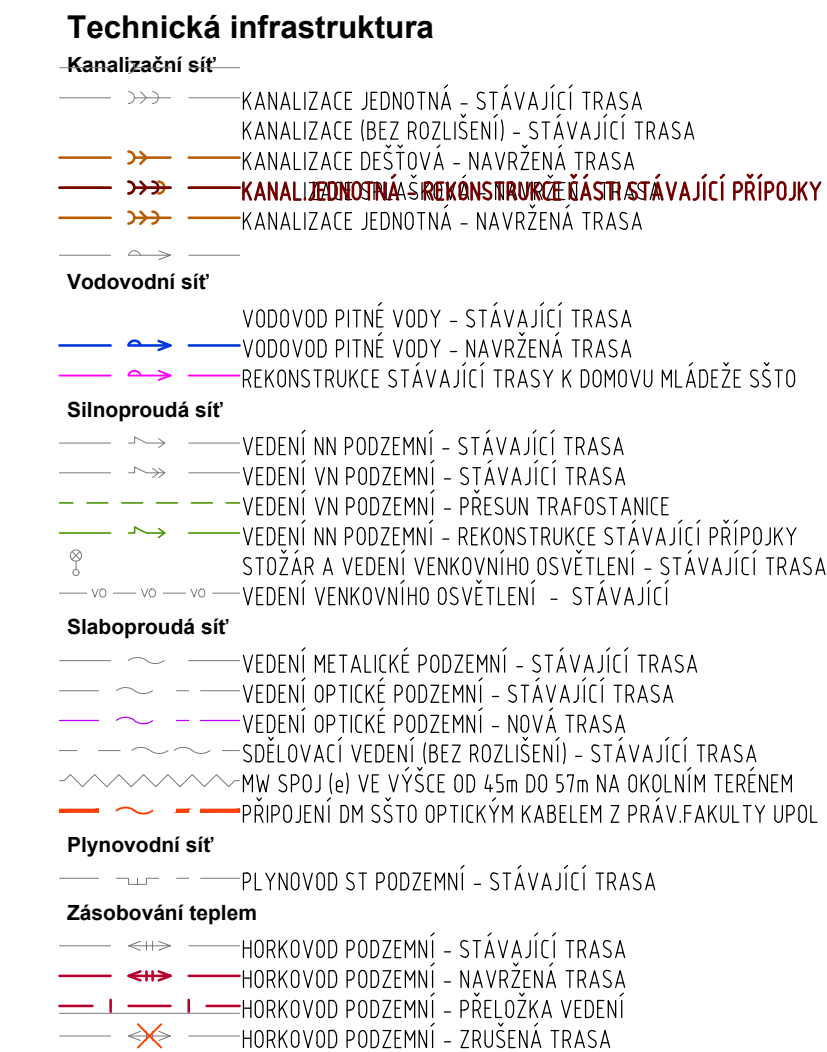 Technická infrastruktura
Kanalizační síť
KANALIZACE JEDNOTNÁ - STÁVAJÍCÍ TRASA
KANALIZACE (BEZ ROZLIŠENÍ) - STÁVAJÍCÍ TRASA
KANALIZACE DEŠŤOVÁ - NAVRŽENÁ TRASA
KANAL.JEDNOTNÁ - REKONSTRUKCE ČÁSTI STÁVAJÍCÍ PŘÍPOJKY
KANALIZACE JEDNOTNÁ - NAVRŽENÁ TRASA
Vodovodní síť
VODOVOD PITNÉ VODY - STÁVAJÍCÍ TRASA
VODOVOD PITNÉ VODY - NAVRŽENÁ TRASA
REKONSTRUKCE STÁVAJÍCÍ TRASY K DOMOVU MLÁDEŽE SŠTO
Silnoproudá síť
VEDENÍ NN PODZEMNÍ - STÁVAJÍCÍ TRASA
VEDENÍ VN PODZEMNÍ - STÁVAJÍCÍ TRASA
VEDENÍ VN PODZEMNÍ - PŘESUN TRAFOSTANICE
VEDENÍ NN PODZEMNÍ - REKONSTRUKCE STÁVAJÍCÍ PŘÍPOJKY
STOŽÁR A VEDENÍ VENKOVNÍHO OSVĚTLENÍ - STÁVAJÍCÍ TRASA
VO VO VO VEDENÍ VENKOVNÍHO OSVĚTLENÍ - STÁVAJÍCÍ
Slaboproudá síť
VEDENÍ METALICKÉ PODZEMNÍ - STÁVAJÍCÍ TRASA
VEDENÍ OPTICKÉ PODZEMNÍ - STÁVAJÍCÍ TRASA
VEDENÍ OPTICKÉ PODZEMNÍ - NOVÁ TRASA
SDĚLOVACÍ VEDENÍ (BEZ ROZLIŠENÍ) - STÁVAJÍCÍ TRASA
MW SPOJ (e) VE VÝŠCE OD 45m DO 57m NA OKOLNÍM TERÉNEM
PŘIPOJENÍ DM SŠTO OPTICKÝM KABELEM Z PRÁV.FAKULTY UPOL
Plynovodní síť
PLYNOVOD ST PODZEMNÍ - STÁVAJÍCÍ TRASA
Zásobování teplem
HORKOVOD PODZEMNÍ - STÁVAJÍCÍ TRASA
HORKOVOD PODZEMNÍ - NAVRŽENÁ TRASA
HORKOVOD PODZEMNÍ - PŘELOŽKA VEDENÍ
HORKOVOD PODZEMNÍ - ZRUŠENÁ TRASA